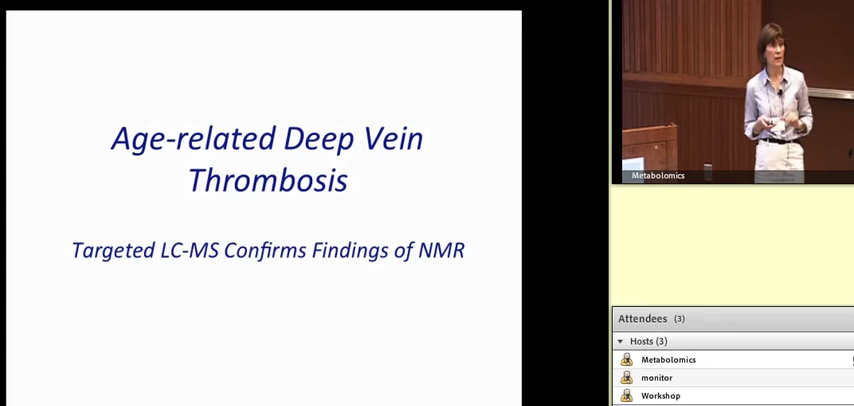 Age-related Deep Vein
Thrombosis
Targeted LC-MS Confirms Findings of NMR
Metabolomics
Attendees (3)
Hosts (3)
Metabolomics
monitor
Workshop